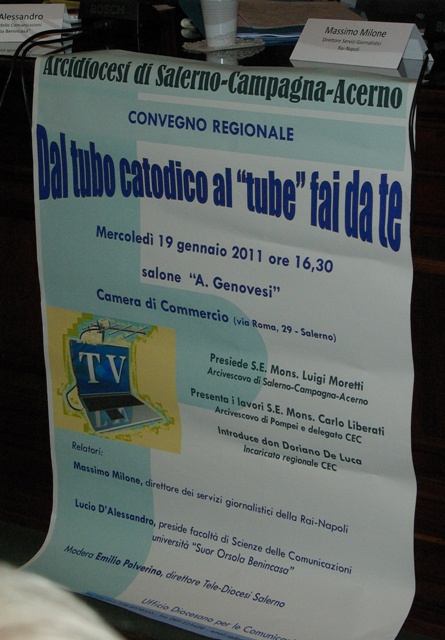 Alessandro
BOSCH
Massimo Milone
Direttore Servizi Giornalistici
Rai-Napoli
Arcidiocesi di Salerno-Campagna-Acerno
CONVEGNO REGIONALE
Dal tubo catodico al "tube" fai da te
Mercoledì 19 gennaio 2011 ore 16,30
salone "A. Genovesi"
Camera di Commercio (via Roma, 29 - Salerno)
TV
Presiede S.E. Mons. Luigi Moretti
Arcivescovo di Salerno-Campagna-Acerno
Presenta i lavori S.E. Mons. Carlo Liberati
Arcivescovo di Pompei e delegato CEC
Introduce don Doriano De Luca
Incaricato regionale CEC
Relatori:
Massimo Milone, direttore dei servizi giornalistici della Rai-Napoli
Lucio D'Alessandro, preside facoltà di Scienze delle Comunicazioni
università "Suor Orsola Benincasa"
Modera Emilio Polverino, direttore Tele-Diocesi Salerno
Ufficio Diocesano per le Comunicaz